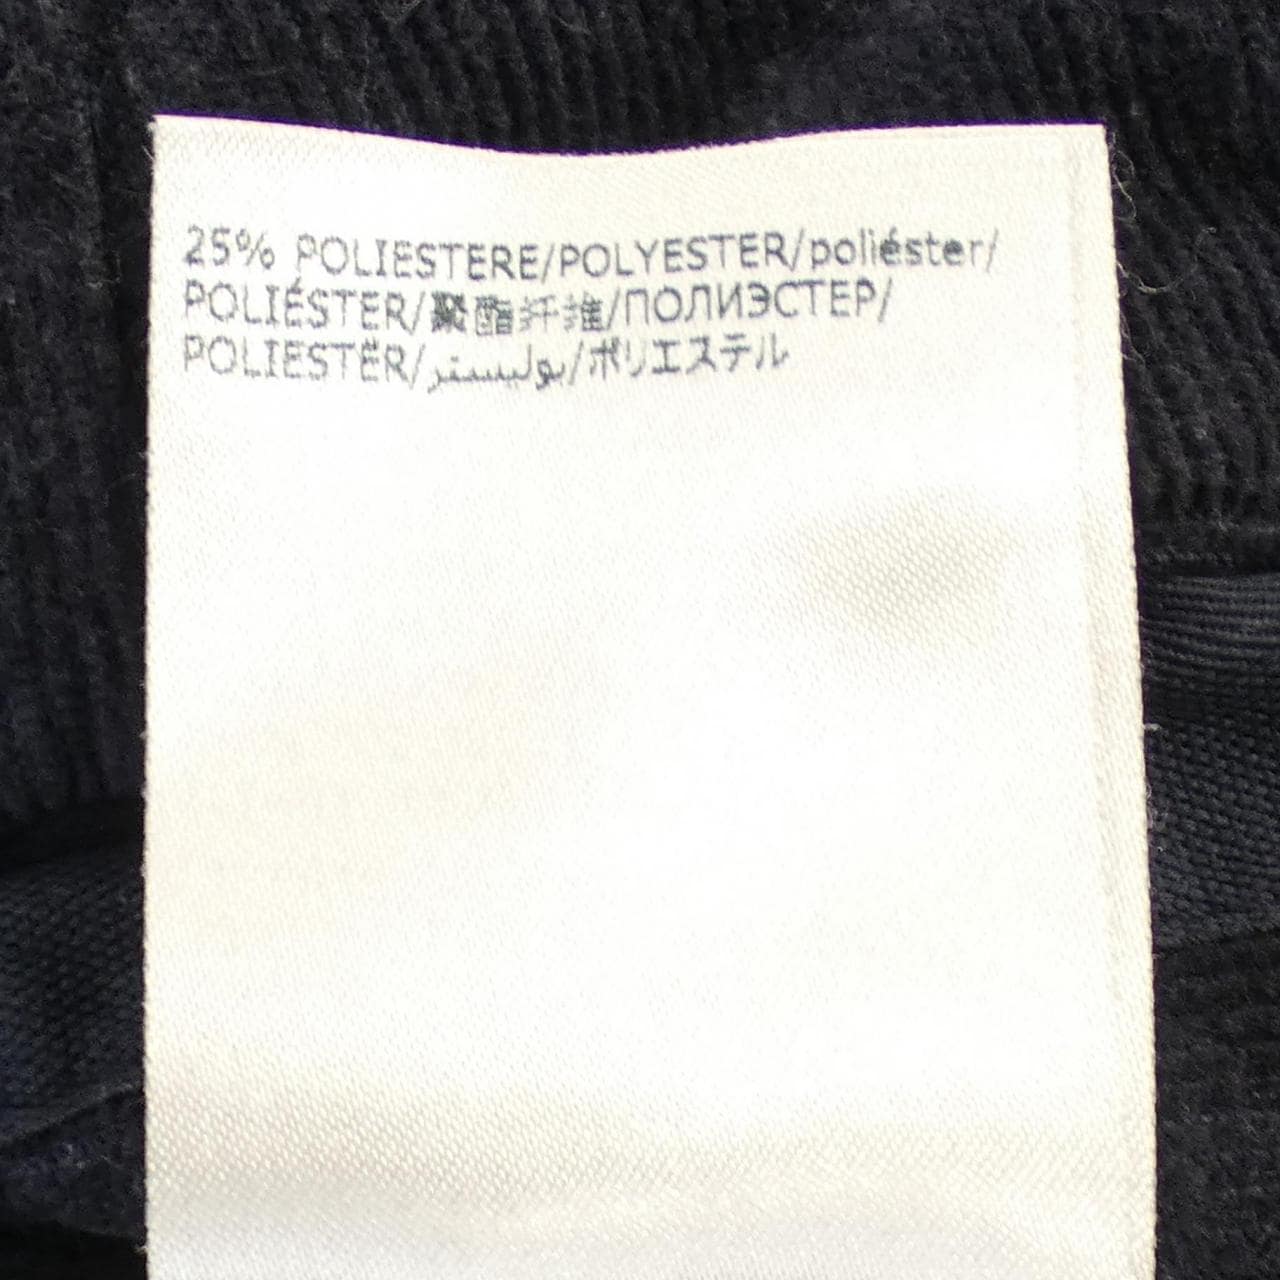 25% POLIESTERE/POLYESTER/poliéster/
POLIÉSTER/聚酯纤维/ПОЛИЭСТЕР/
POLIESTER/بوليستر/ポリエステル